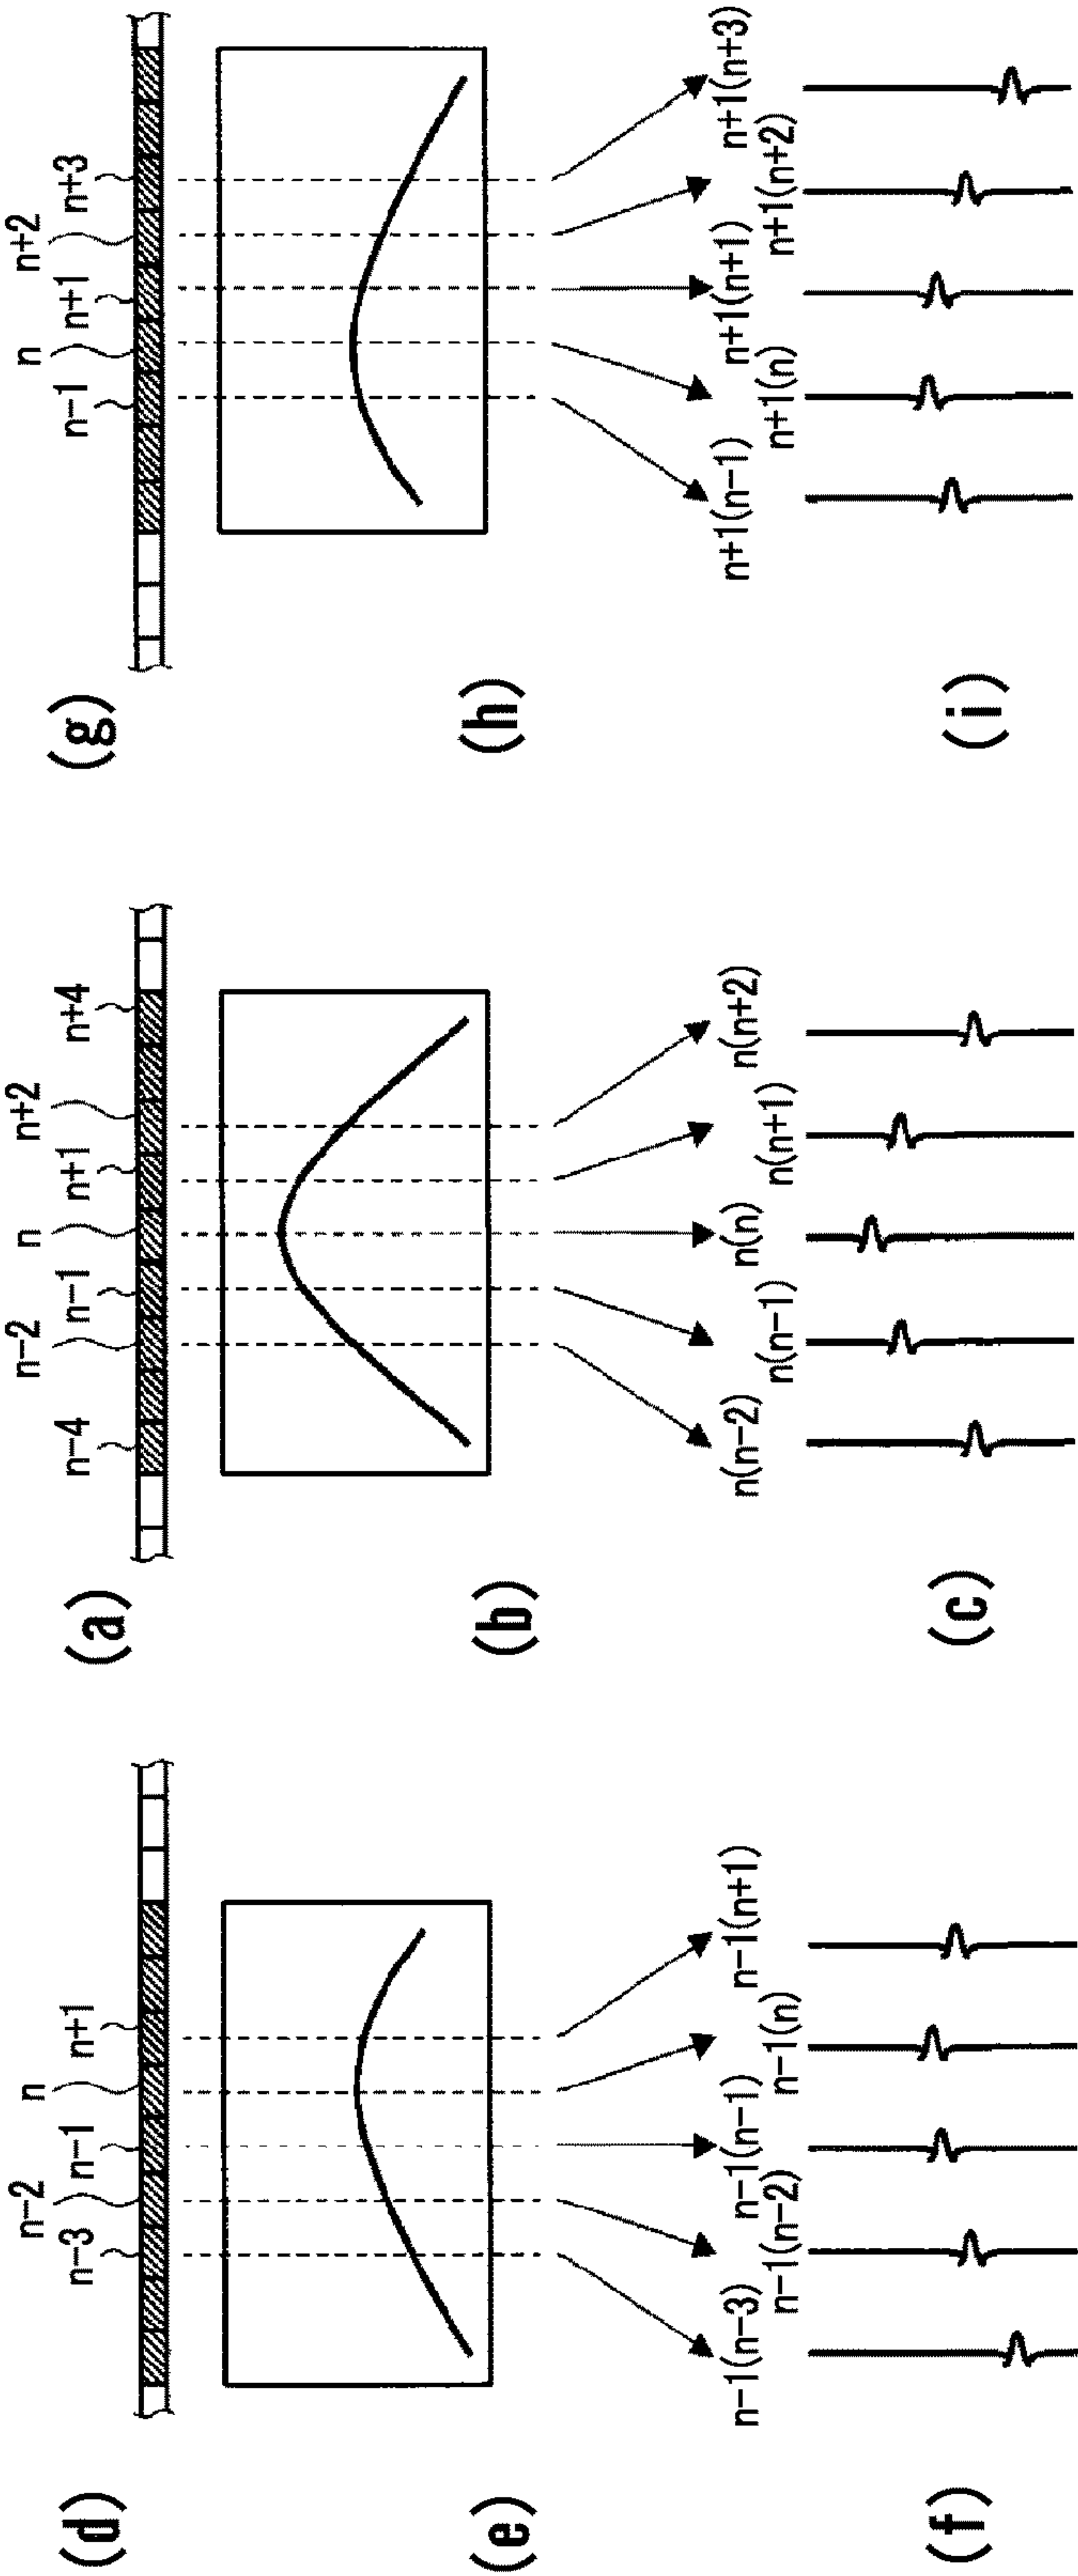 (d)
n-3
n-2
n-1
n
n+1
(e)
n-1(n-3)
n-1(n-2)
n-1(n-1)
n-1(n)
n-1(n+1)
(f)
(a)
n-4
n-2
n-1
n
n+1
n+2
n+4
(b)
n(n-2)
n(n-1)
n(n)
n(n+1)
n(n+2)
(c)
(g)
n-1
n
n+1
n+2
n+3
(h)
n+1(n-1)
n+1(n)
n+1(n+1)
n+1(n+2)
n+1(n+3)
(i)